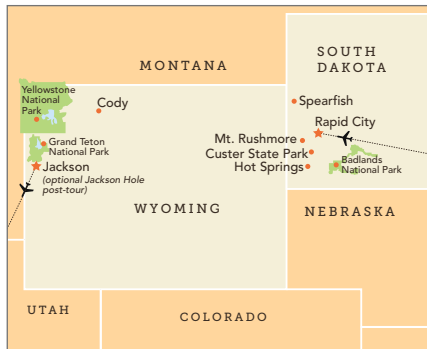 MONTANA
SOUTH
DAKOTA
Yellowstone
National
Park
Cody
Spearfish
Rapid City
Grand Teton
National Park
Mt. Rushmore
Custer State Park
Hot Springs
Badlands
National Park
Jackson
(optional Jackson Hole
post-tour)
WYOMING
NEBRASKA
UTAH
COLORADO